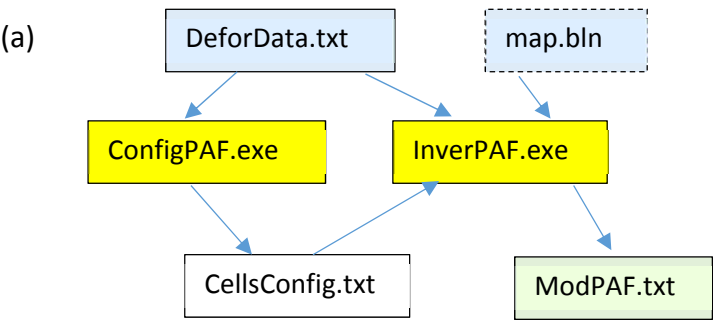 (a)
DeforData.txt
map.bln
ConfigPAF.exe
InverPAF.exe
CellsConfig.txt
ModPAF.txt